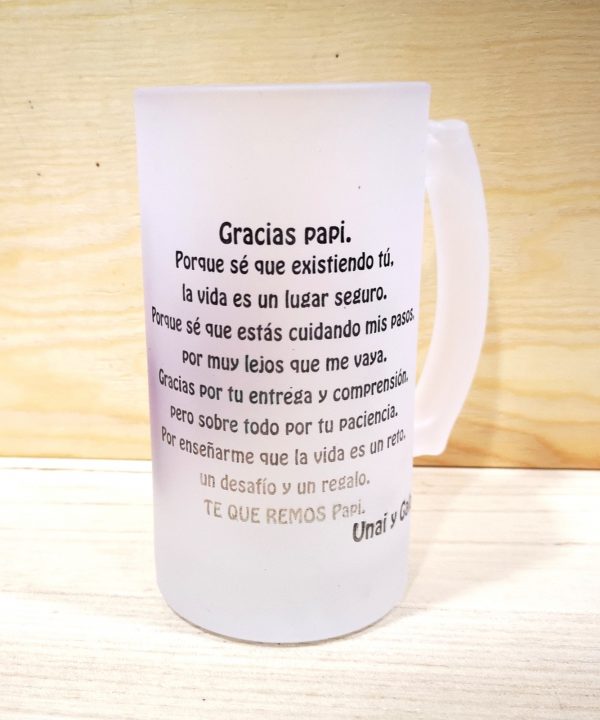 Gracias papi.
Porque sé que existiendo tú,
la vida es un lugar seguro.
Porque sé que estás cuidando mis pasos,
por muy lejos que me vaya.
Gracias por tu entrega y comprensión,
pero sobre todo por tu paciencia.
Por enseñarme que la vida es un reto,
un desafío y un regalo.
TE QUE REMOS Papi.
Unai y